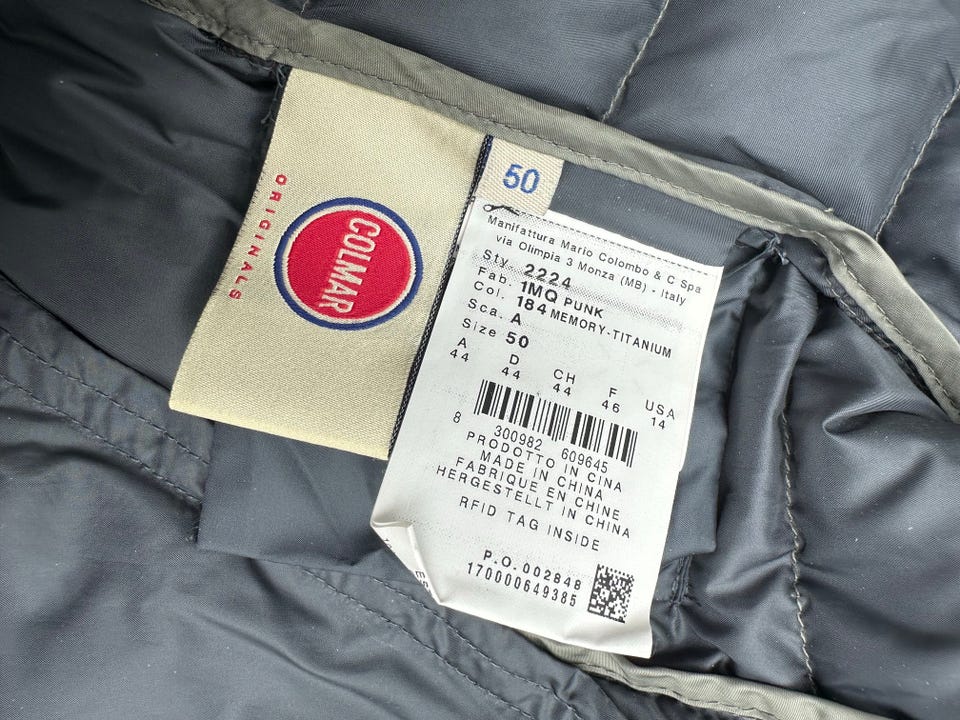 COLMAR
ORIGINALS
50
Manifattura Mario Colombo & C Spa
via Olimpia 3 Monza (MB) - Italy
Sty. 2224
Fab. 1MQ PUNK
Col. 184 MEMORY-TITANIUM
Sca. A
Size 50
A D CH F USA
44 44 44 46 14
8 300982 609645
PRODOTTO IN CINA
MADE IN CHINA
FABRIQUE EN CHINE
HERGESTELLT IN CHINA
RFID TAG INSIDE
P.O. 002848
170000649385